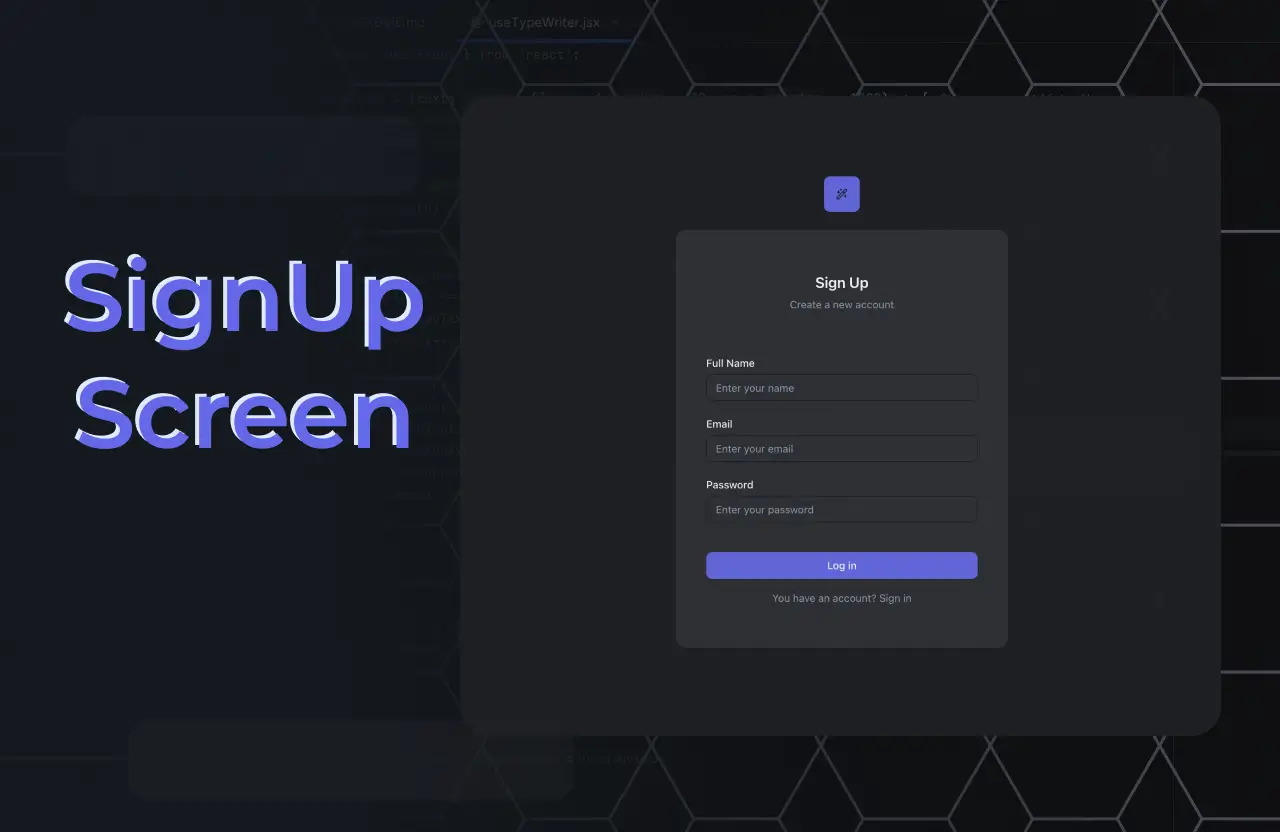 useTypeWriter.jsx
SignUp
Screen
Sign Up
Create a new account
Full Name
Enter your name
Email
Enter your email
Password
Enter your password
Log in
You have an account? Sign in